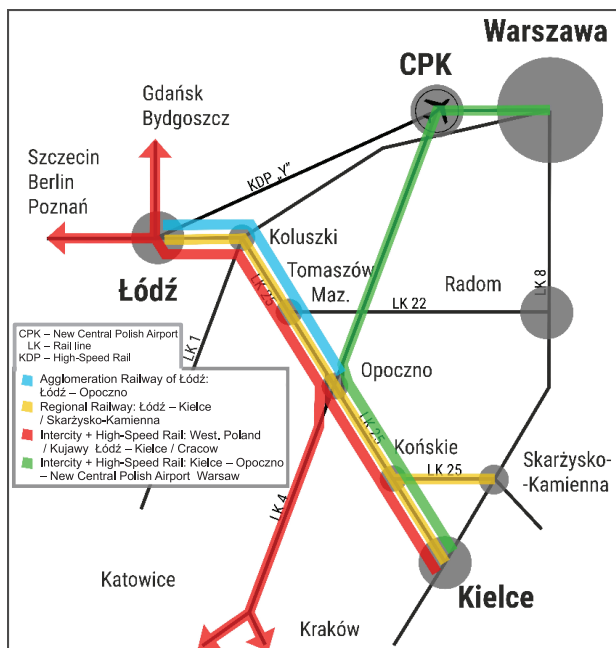 Warszawa
CPK
Gdańsk
Bydgoszcz
Szczecin
Berlin
Poznań
KDP „Y”
Łódź
Koluszki
LK 25
Tomaszów
Maz.
Radom
LK 8
LK 22
LK 1
CPK – New Central Polish Airport
LK – Rail line
KDP – High-Speed Rail
Agglomeration Railway of Łódź:
Łódź – Opoczno
Regional Railway: Łódź – Kielce
/ Skarżysko-Kamienna
Intercity + High-Speed Rail: West. Poland
/ Kujawy Łódź – Kielce / Cracow
Intercity + High-Speed Rail: Kielce – Opoczno
– New Central Polish Airport Warsaw
Opoczno
LK 25
Końskie
LK 25
Skarżysko-
-Kamienna
LK 4
Katowice
Kraków
Kielce